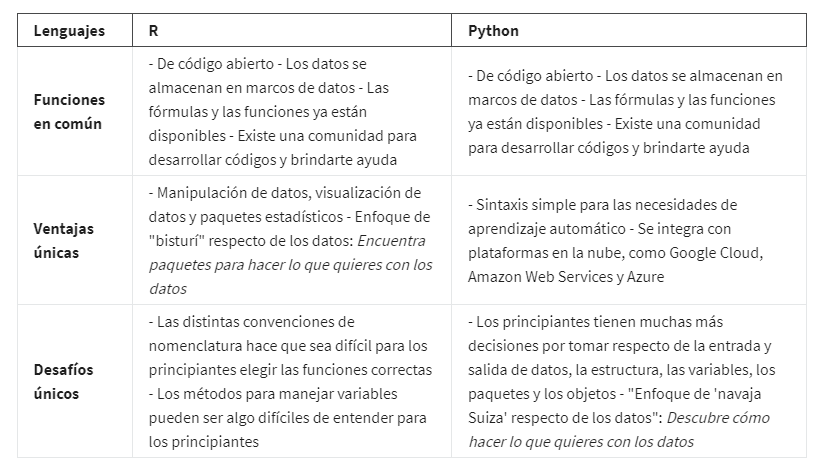 Lenguajes R Python
Funciones
en común
- De código abierto - Los datos se
almacenan en marcos de datos - Las
fórmulas y las funciones ya están
disponibles - Existe una comunidad para
desarrollar códigos y brindarte ayuda
- De código abierto - Los datos se almacenan en
marcos de datos - Las fórmulas y las funciones
ya están disponibles - Existe una comunidad
para desarrollar códigos y brindarte ayuda
Ventajas
únicas
- Manipulación de datos, visualización de
datos y paquetes estadísticos - Enfoque de
"bisturí" respecto de los datos: Encuentra
paquetes para hacer lo que quieres con los
datos
- Sintaxis simple para las necesidades de
aprendizaje automático - Se integra con
plataformas en la nube, como Google Cloud,
Amazon Web Services y Azure
Desafíos
únicos
- Las distintas convenciones de
nomenclatura hace que sea difícil para los
principiantes elegir las funciones correctas
- Los métodos para manejar variables
pueden ser algo difíciles de entender para
los principiantes
- Los principiantes tienen muchas más
decisiones por tomar respecto de la entrada y
salida de datos, la estructura, las variables, los
paquetes y los objetos - "Enfoque de 'navaja
Suiza' respecto de los datos": Descubre cómo
hacer lo que quieres con los datos